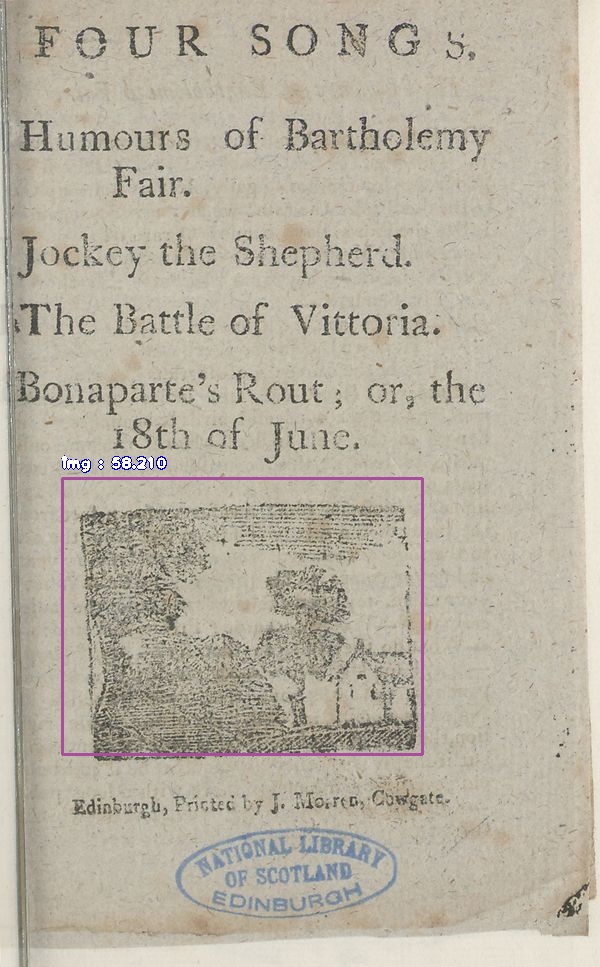 FOUR SONGS.
Humours of Bartholemy
Fair.
Jockey the Shepherd.
The Battle of Vittoria.
Bonaparte's Rout; or, the
18th of June.
img : 58.210
Edinburgh, Printed by J. Morren, Cowgate.
NATIONAL LIBRARY
OF SCOTLAND
EDINBURGH